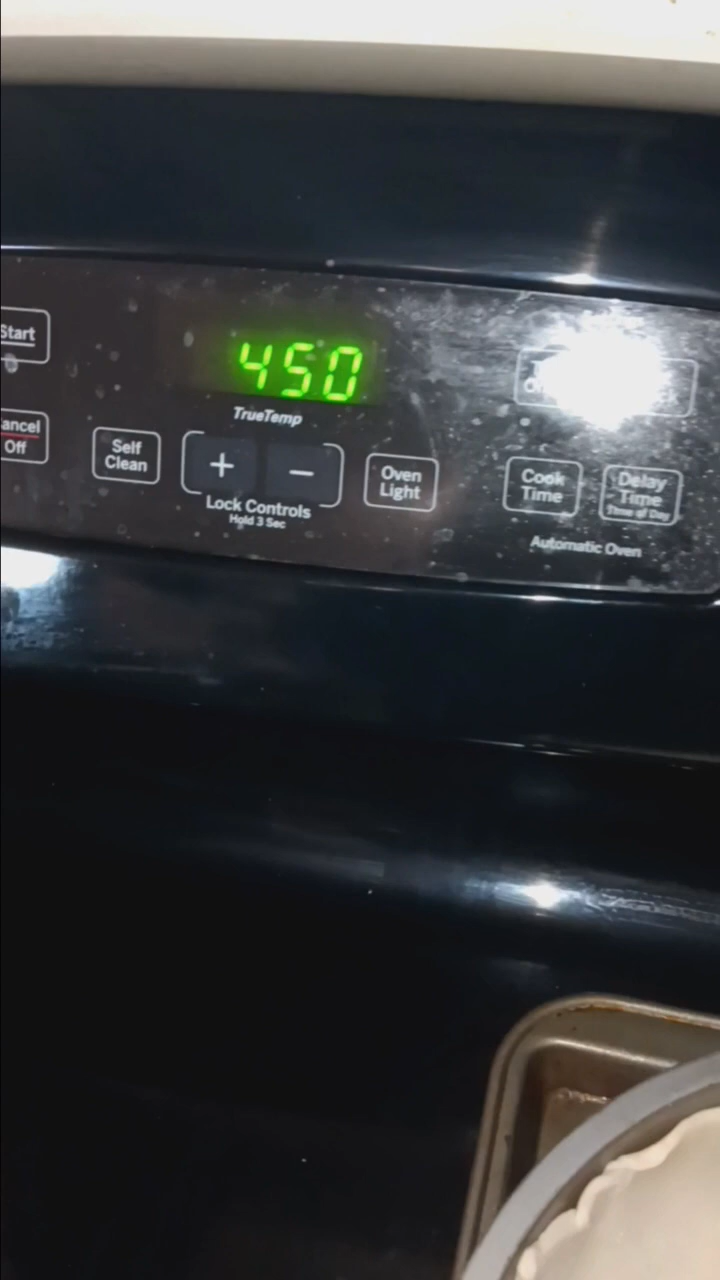 Start
450
TrueTemp
ancel
Off
Self
Clean
+ −
Lock Controls
Hold 3 Sec
Oven
Light
Cook
Time
Delay
Time
Time of Day
Automatic Oven